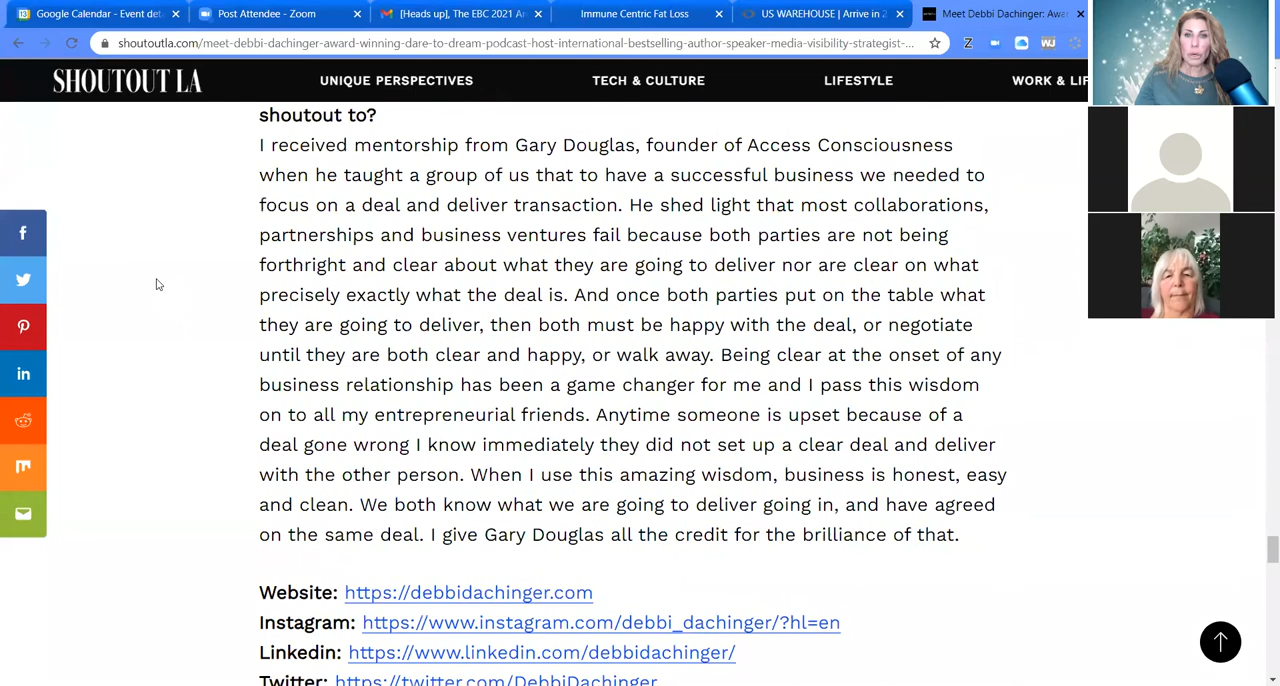 Google Calendar - Event det
Post Attendee - Zoom
[Heads up], The EBC 2021 A
Immune Centric Fat Loss
US WAREHOUSE | Arrive in 2
Meet Debbi Dachinger: Awa
shoutoutla.com/meet-debbi-dachinger-award-winning-dare-to-dream-podcast-host-international-bestselling-author-speaker-media-visibility-strategist-...
SHOUTOUT LA
UNIQUE PERSPECTIVES
TECH & CULTURE
LIFESTYLE
WORK & LIF
shoutout to?
I received mentorship from Gary Douglas, founder of Access Consciousness
when he taught a group of us that to have a successful business we needed to
focus on a deal and deliver transaction. He shed light that most collaborations,
partnerships and business ventures fail because both parties are not being
forthright and clear about what they are going to deliver nor are clear on what
precisely exactly what the deal is. And once both parties put on the table what
they are going to deliver, then both must be happy with the deal, or negotiate
until they are both clear and happy, or walk away. Being clear at the onset of any
business relationship has been a game changer for me and I pass this wisdom
on to all my entrepreneurial friends. Anytime someone is upset because of a
deal gone wrong I know immediately they did not set up a clear deal and deliver
with the other person. When I use this amazing wisdom, business is honest, easy
and clean. We both know what we are going to deliver going in, and have agreed
on the same deal. I give Gary Douglas all the credit for the brilliance of that.
Website: https://debbidachinger.com
Instagram: https://www.instagram.com/debbi_dachinger/?hl=en
Linkedin: https://www.linkedin.com/debbidachinger/
Twitter: https://twitter.com/DebbiDachinger